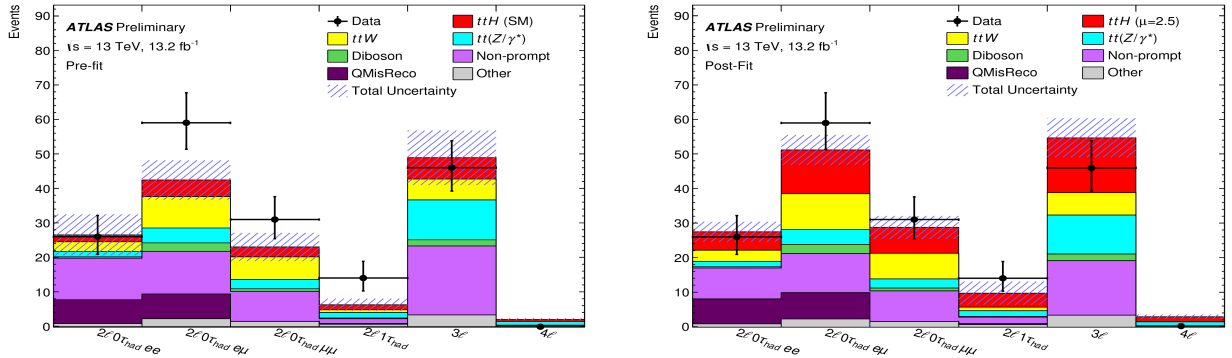 Events
90
80
70
60
50
40
30
20
10
0
ATLAS Preliminary
√s = 13 TeV, 13.2 fb⁻¹
Pre-fit
Data
ttH (SM)
ttW
tt(Z/γ*)
Diboson
Non-prompt
QMisReco
Other
Total Uncertainty
2ℓ0τhad ee
2ℓ0τhad eμ
2ℓ0τhad μμ
2ℓ1τhad
3ℓ
4ℓ
Events
90
80
70
60
50
40
30
20
10
0
ATLAS Preliminary
√s = 13 TeV, 13.2 fb⁻¹
Post-Fit
Data
ttH (μ=2.5)
ttW
tt(Z/γ*)
Diboson
Non-prompt
QMisReco
Other
Total Uncertainty
2ℓ0τhad ee
2ℓ0τhad eμ
2ℓ0τhad μμ
2ℓ1τhad
3ℓ
4ℓ